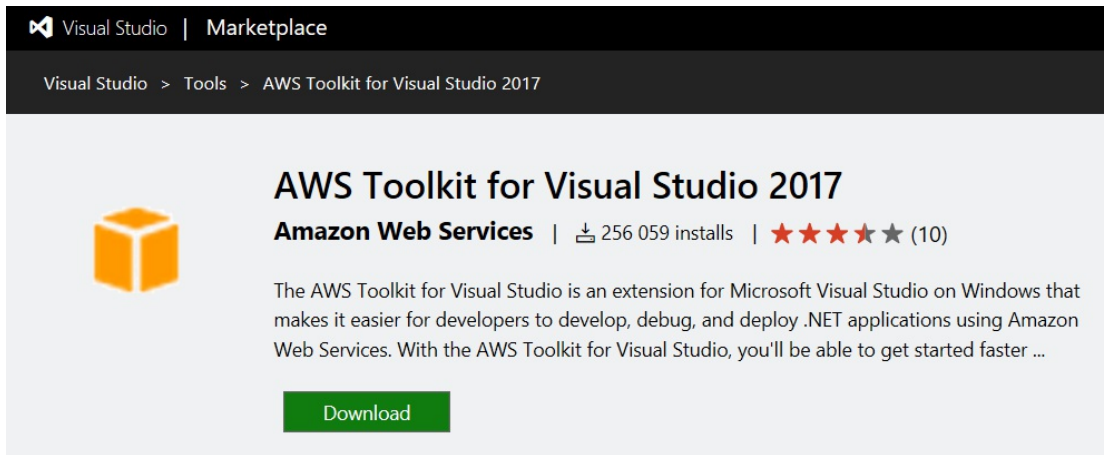 Visual Studio | Marketplace
Visual Studio > Tools > AWS Toolkit for Visual Studio 2017
AWS Toolkit for Visual Studio 2017
Amazon Web Services | 256 059 installs | (10)
The AWS Toolkit for Visual Studio is an extension for Microsoft Visual Studio on Windows that
makes it easier for developers to develop, debug, and deploy .NET applications using Amazon
Web Services. With the AWS Toolkit for Visual Studio, you'll be able to get started faster ...
Download